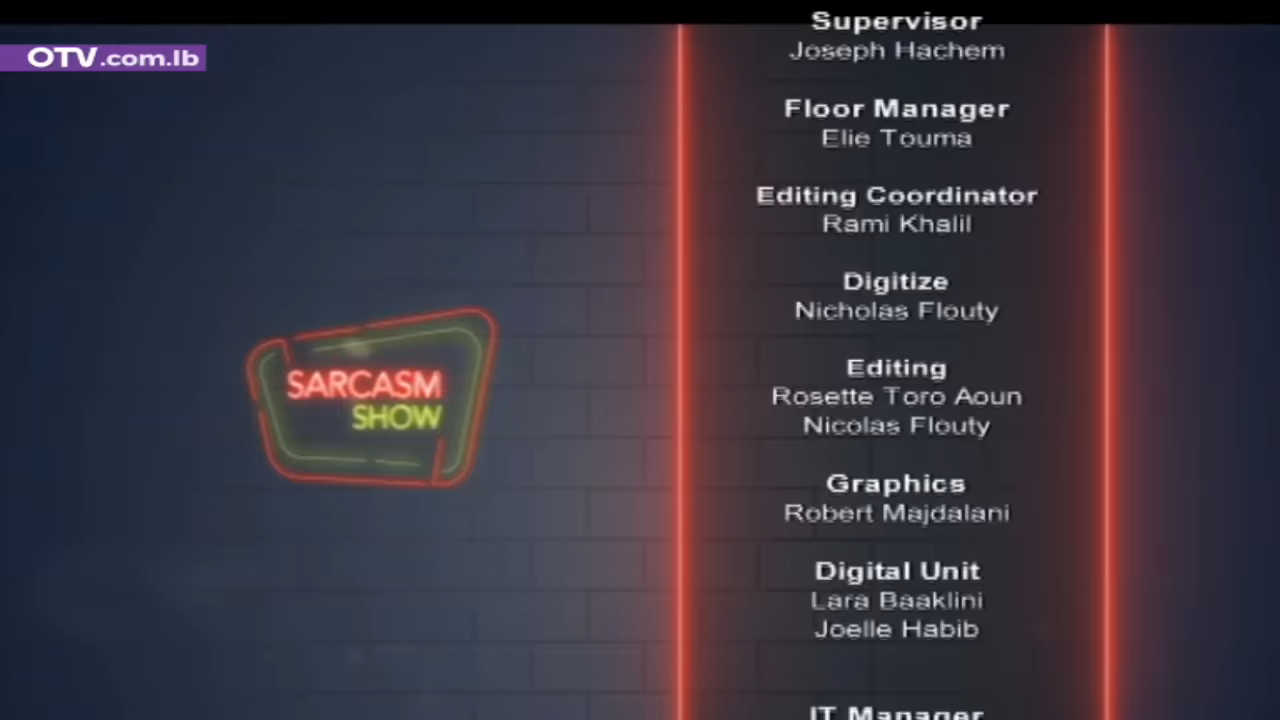 OTV.com.lb
SARCASM
SHOW
Supervisor
Joseph Hachem
Floor Manager
Elie Touma
Editing Coordinator
Rami Khalil
Digitize
Nicholas Flouty
Editing
Rosette Toro Aoun
Nicolas Flouty
Graphics
Robert Majdalani
Digital Unit
Lara Baaklini
Joelle Habib
IT Manager